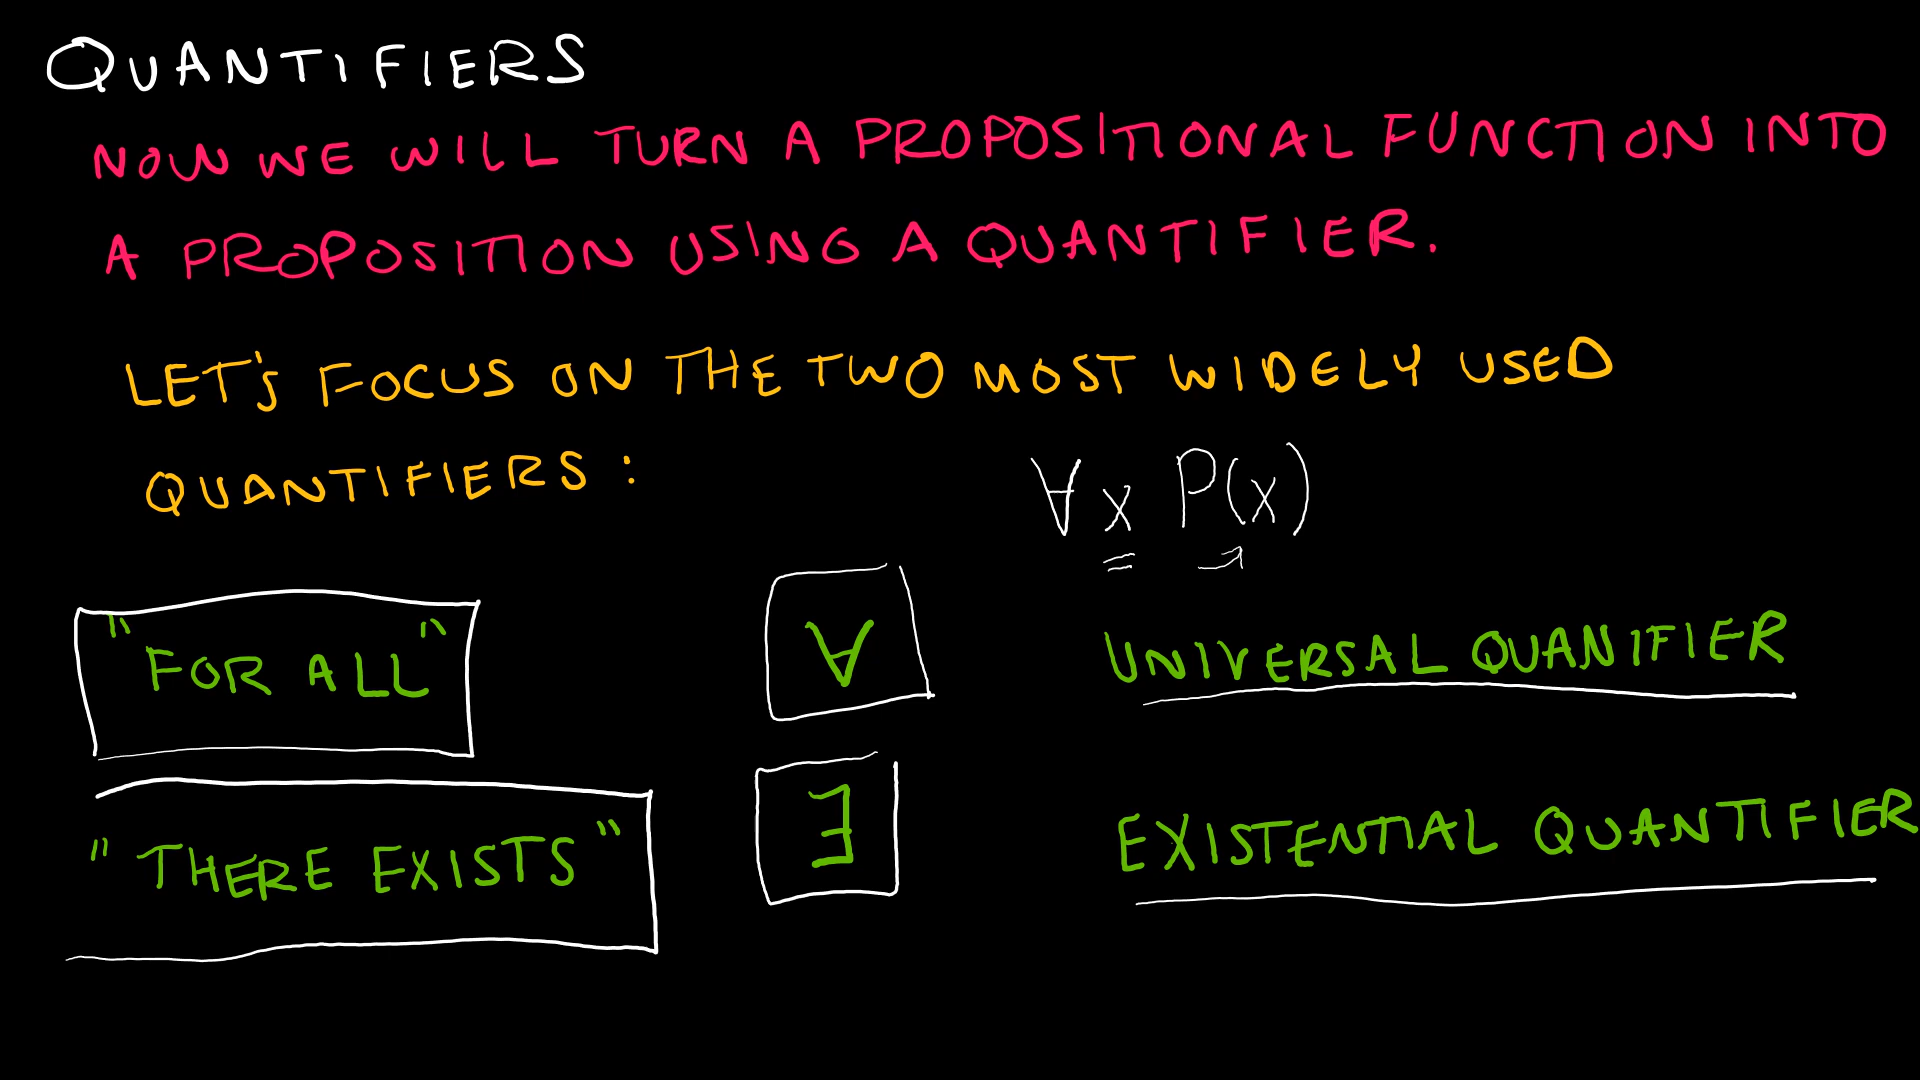 QUANTIFIERS
NOW WE WILL TURN A PROPOSITIONAL FUNCTION INTO
A PROPOSITION USING A QUANTIFIER.
LET'S FOCUS ON THE TWO MOST WIDELY USED
QUANTIFIERS :
∀x P(x)
"FOR ALL" ∀ UNIVERSAL QUANIFIER
"THERE EXISTS" ∃ EXISTENTIAL QUANTIFIER